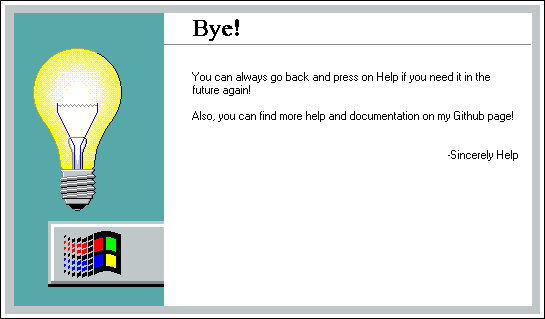 Bye!
You can always go back and press on Help if you need it in the
future again!
Also, you can find more help and documentation on my Github page!
-Sincerely Help